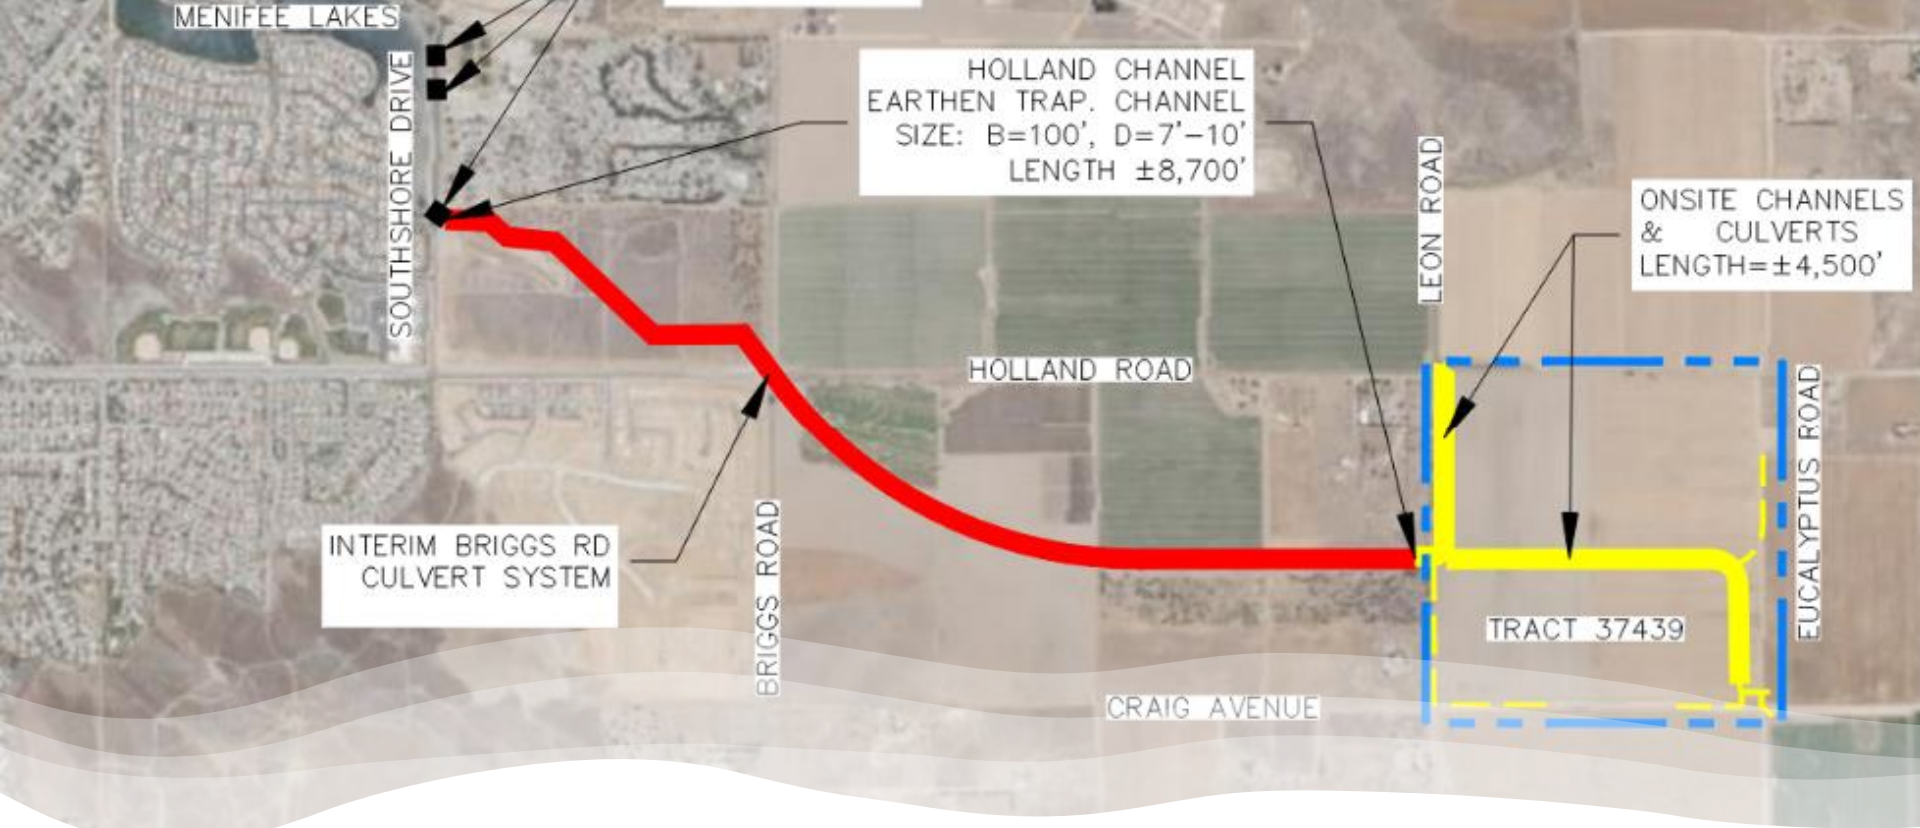 MENIFEE LAKES
SOUTHSHORE DRIVE
HOLLAND CHANNEL
EARTHEN TRAP. CHANNEL
SIZE: B=100', D=7'-10'
LENGTH ±8,700'
LEON ROAD
ONSITE CHANNELS
& CULVERTS
LENGTH=±4,500'
HOLLAND ROAD
EUCALYPTUS ROAD
INTERIM BRIGGS RD
CULVERT SYSTEM
BRIGGS ROAD
TRACT 37439
CRAIG AVENUE